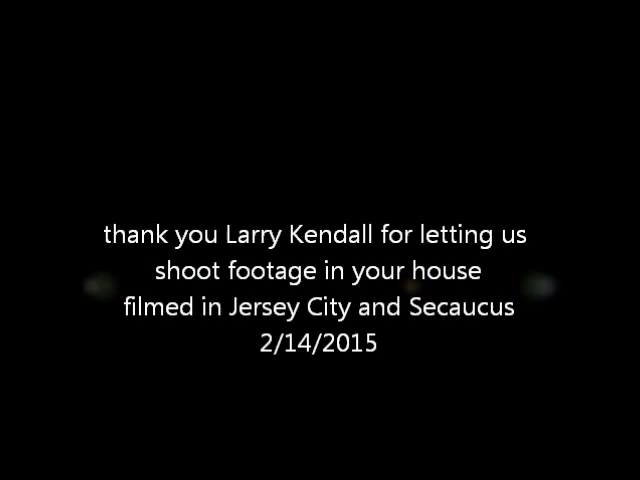 thank you Larry Kendall for letting us
shoot footage in your house
filmed in Jersey City and Secaucus
2/14/2015